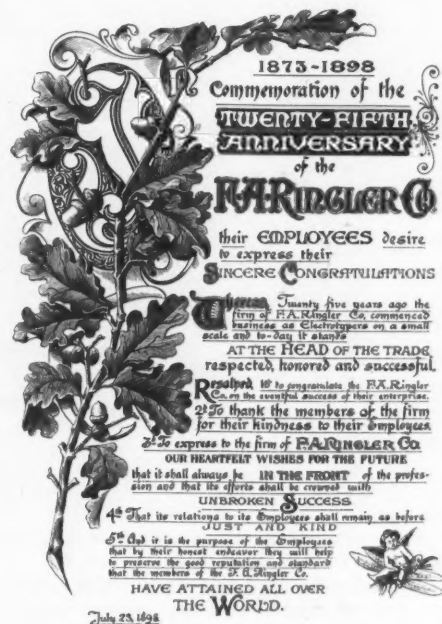 1873-1898
Commemoration of the
TWENTY-FIFTH
ANNIVERSARY
of the
F.A. RINGLER Co.
their EMPLOYEES desire
to express their
SINCERE CONGRATULATIONS
Whereas, Twenty five years ago the
firm of F.A. Ringler Co. commenced
business as Electrotypers on a small
scale and to-day it stands
AT THE HEAD OF THE TRADE
respected, honored and successful.
Resolved, 1st to congratulate the F.A. Ringler
Co. on the eventful success of their enterprise.
2d To thank the members of the firm
for their kindness to their Employees
3d To express to the firm of F.A. RINGLER Co.
OUR HEARTFELT WISHES FOR THE FUTURE
that it shall always be IN THE FRONT of the profes-
sion and that its efforts shall be crowned with
UNBROKEN SUCCESS
4th That its relations to its Employees shall remain as before
JUST AND KIND
5th And it is the purpose of the Employees
that by their honest endeavor they will help
to preserve the good reputation and standard
that the members of the F. A. Ringler Co.
HAVE ATTAINED ALL OVER
THE WORLD.
July 23, 1898